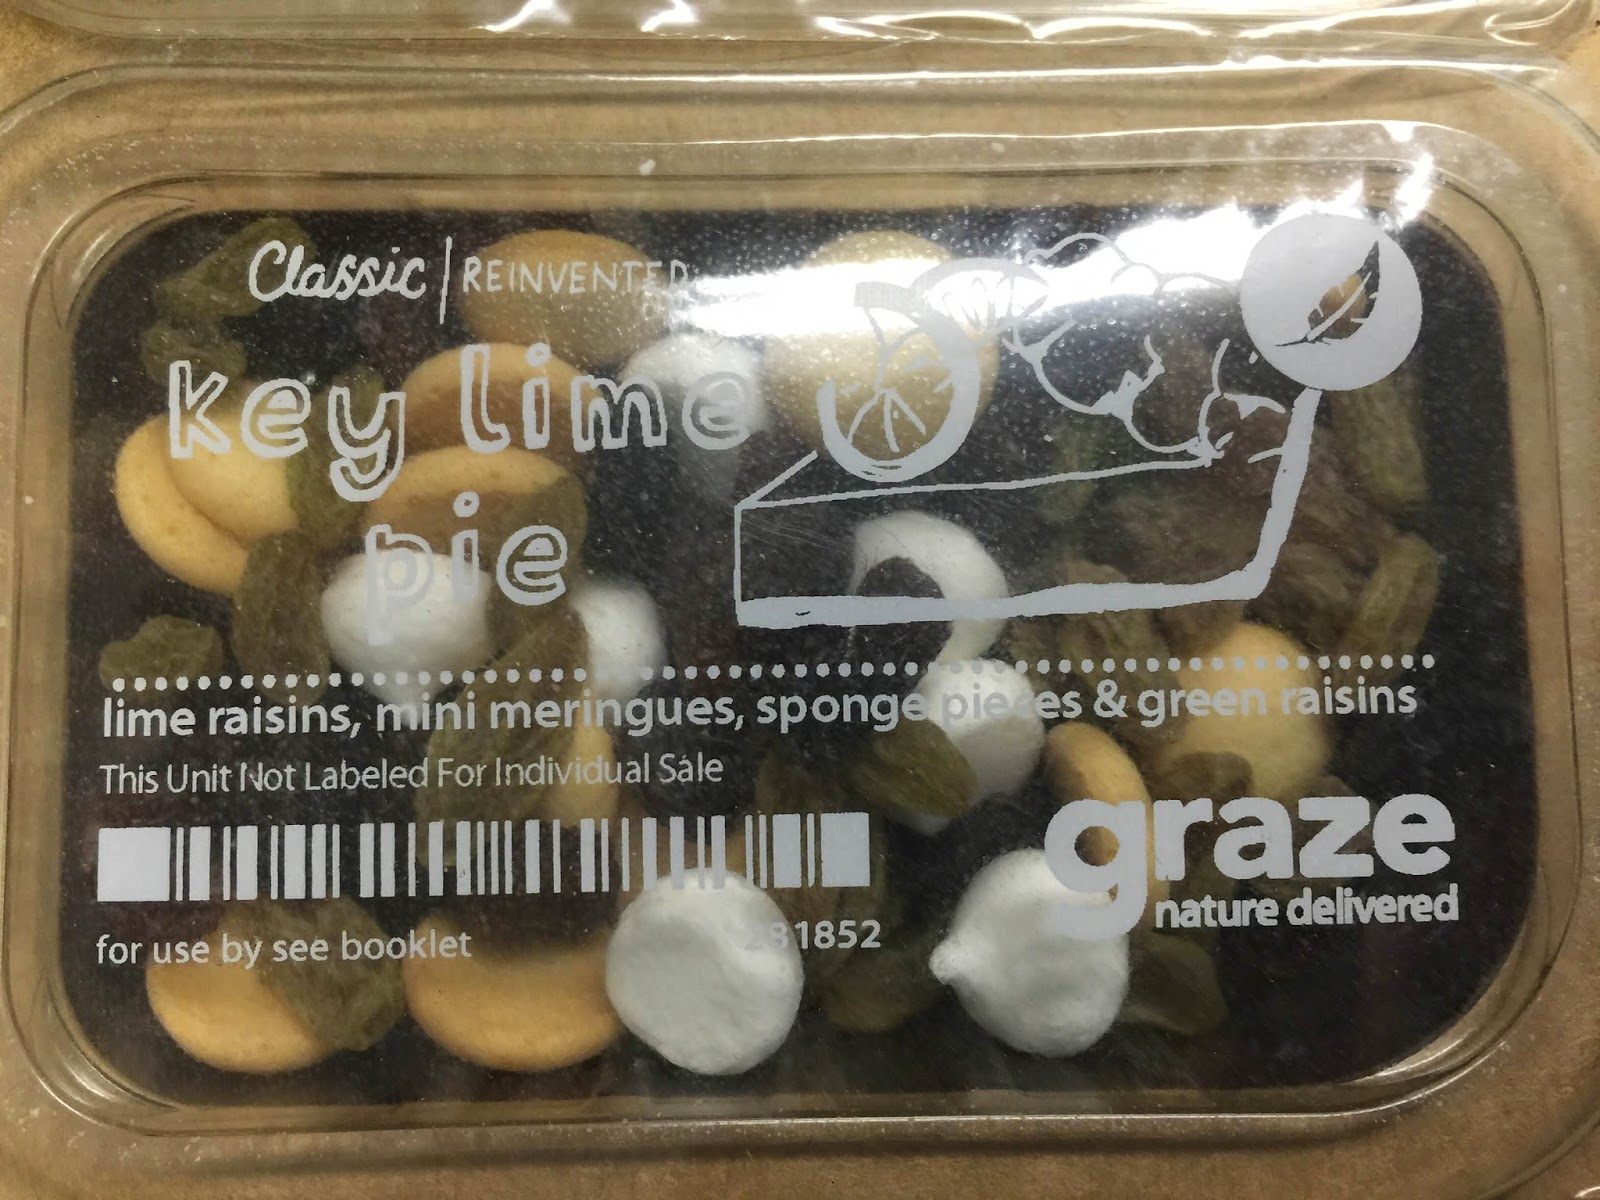 Classic | REINVENTED
key lime
pie
lime raisins, mini meringues, sponge pieces & green raisins
This Unit Not Labeled For Individual Sale
graze
nature delivered
for use by see booklet
281852